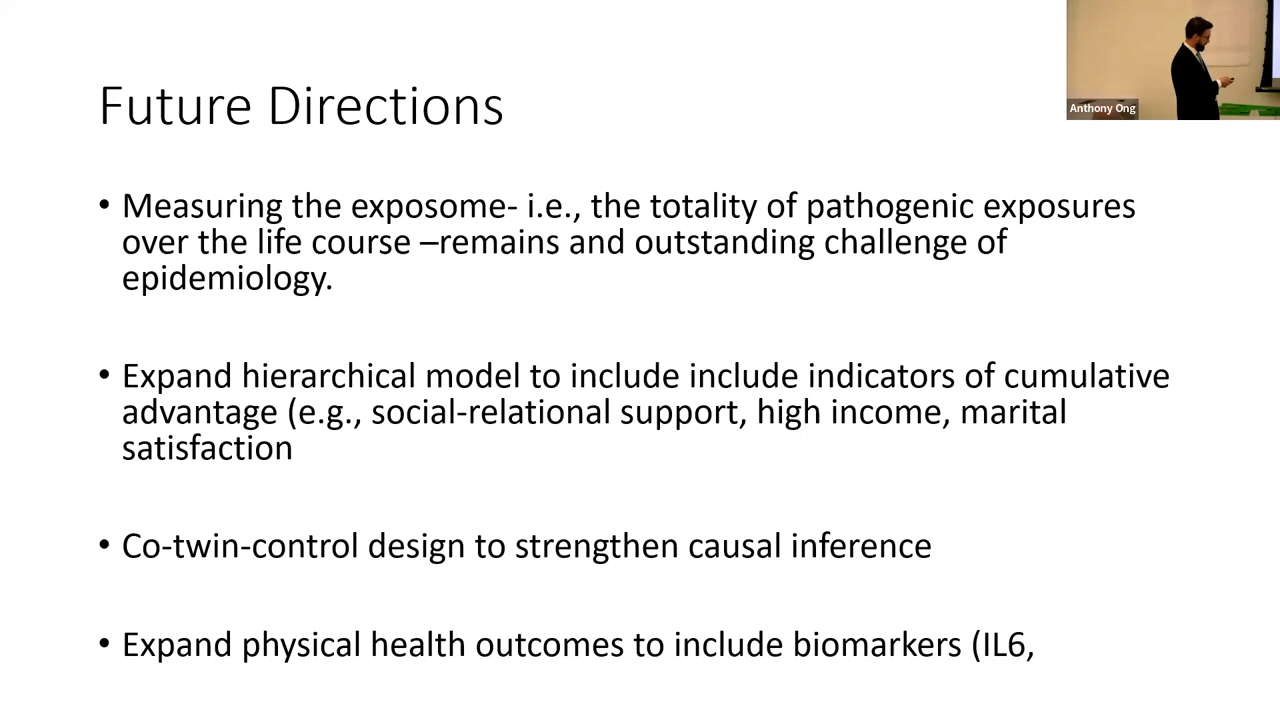 Future Directions
Anthony Ong
• Measuring the exposome- i.e., the totality of pathogenic exposures
over the life course –remains and outstanding challenge of
epidemiology.
• Expand hierarchical model to include include indicators of cumulative
advantage (e.g., social-relational support, high income, marital
satisfaction
• Co-twin-control design to strengthen causal inference
• Expand physical health outcomes to include biomarkers (IL6,